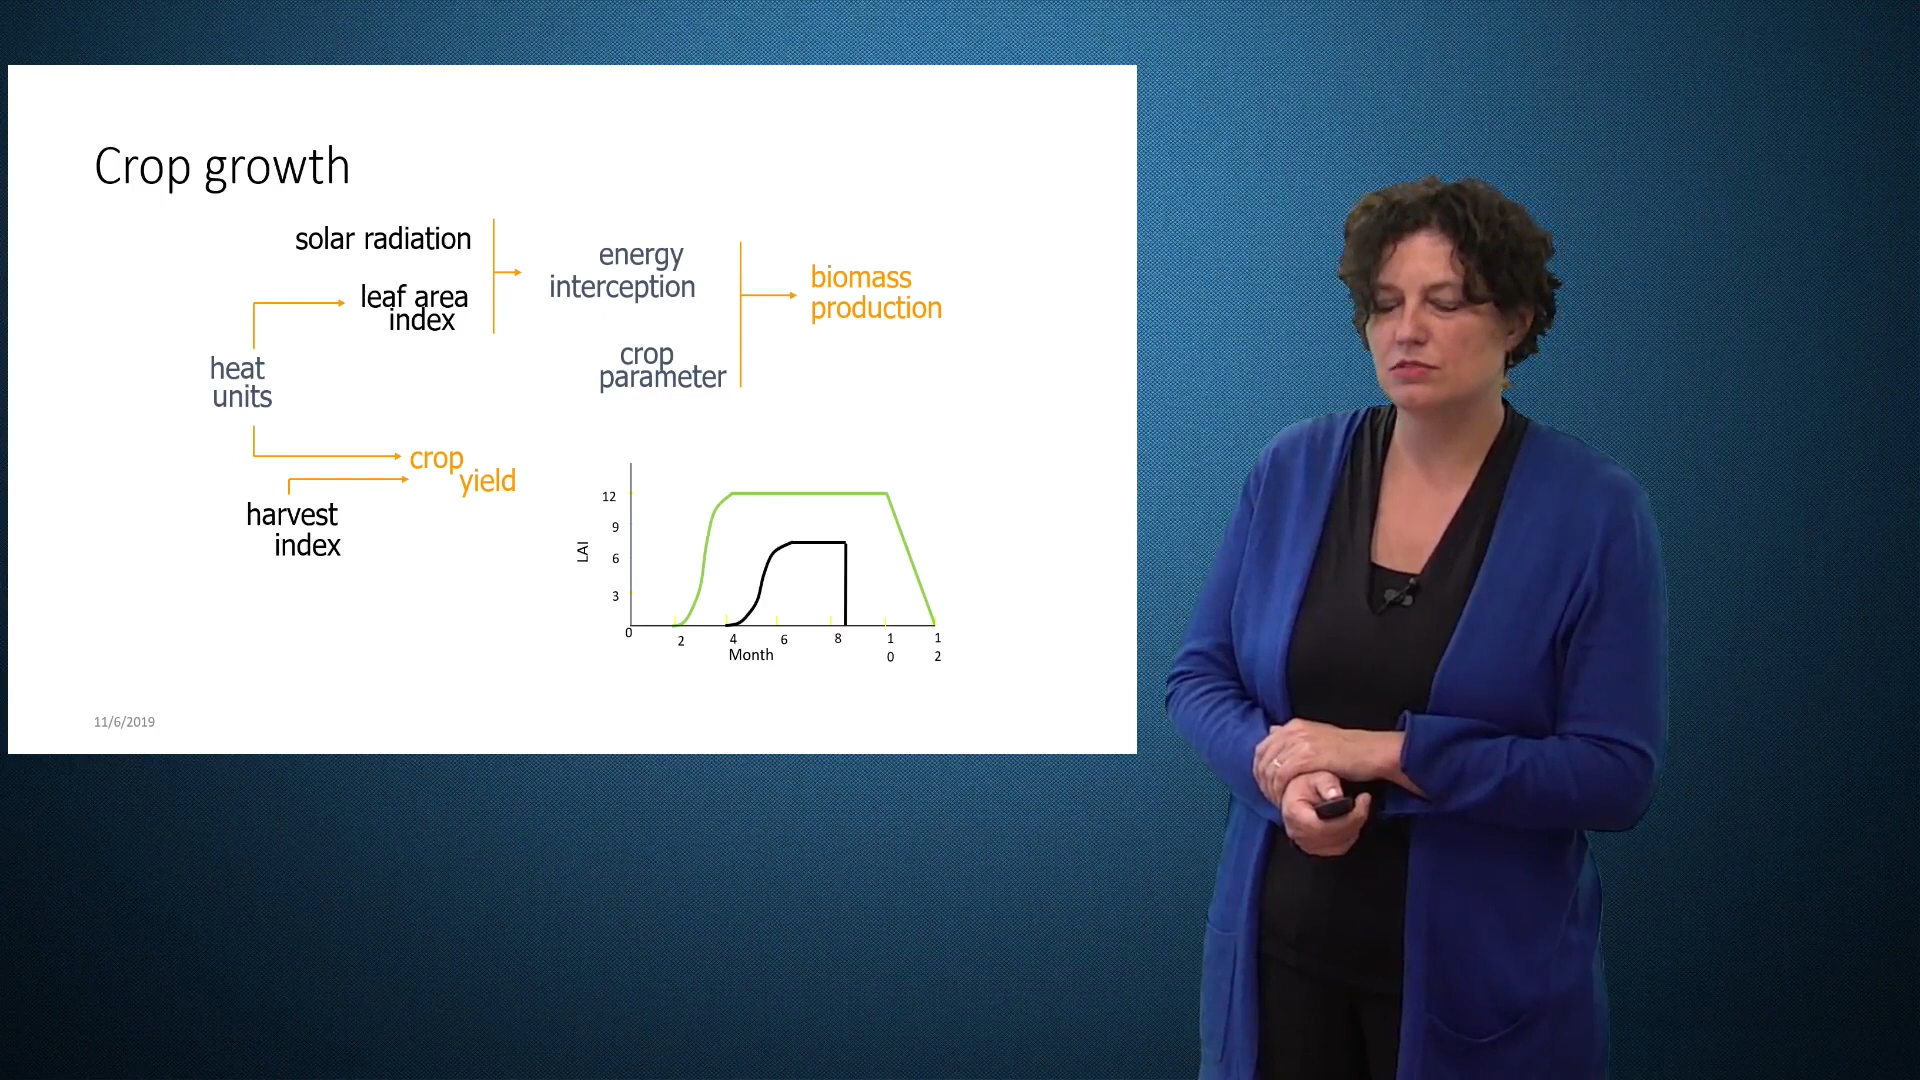 Crop growth
solar radiation
leaf area
index
energy
interception
biomass
production
heat
units
crop
parameter
crop
yield
harvest
index
12
9
6
3
0
LAI
2
4
6
8
1
0
1
2
Month
11/6/2019